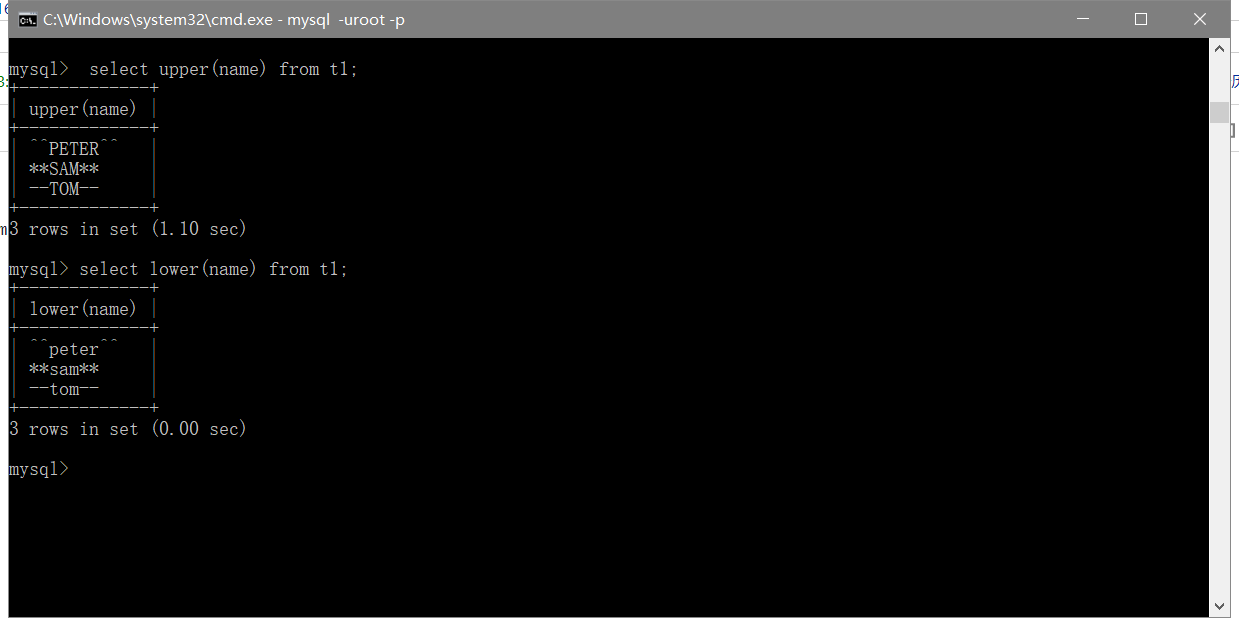 C:\Windows\system32\cmd.exe - mysql  -uroot -p
mysql>  select upper(name) from t1;
+-------------+
| upper(name) |
+-------------+
| ^^PETER^^   |
| **SAM**     |
| --TOM--     |
+-------------+
3 rows in set (1.10 sec)
mysql> select lower(name) from t1;
+-------------+
| lower(name) |
+-------------+
| ^^peter^^   |
| **sam**     |
| --tom--     |
+-------------+
3 rows in set (0.00 sec)
mysql>